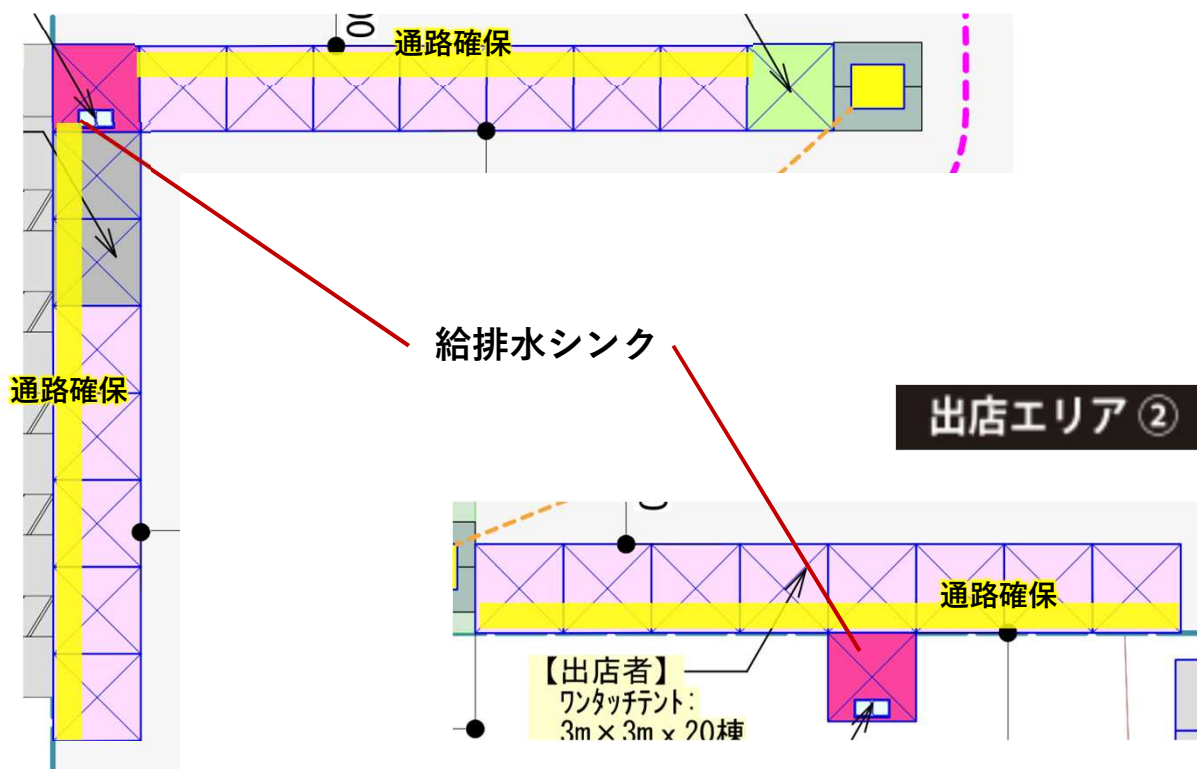 00
通路確保
給排水シンク
通路確保
出店エリア ②
通路確保
【出店者】
ワンタッチテント：
3m×3m x 20棟